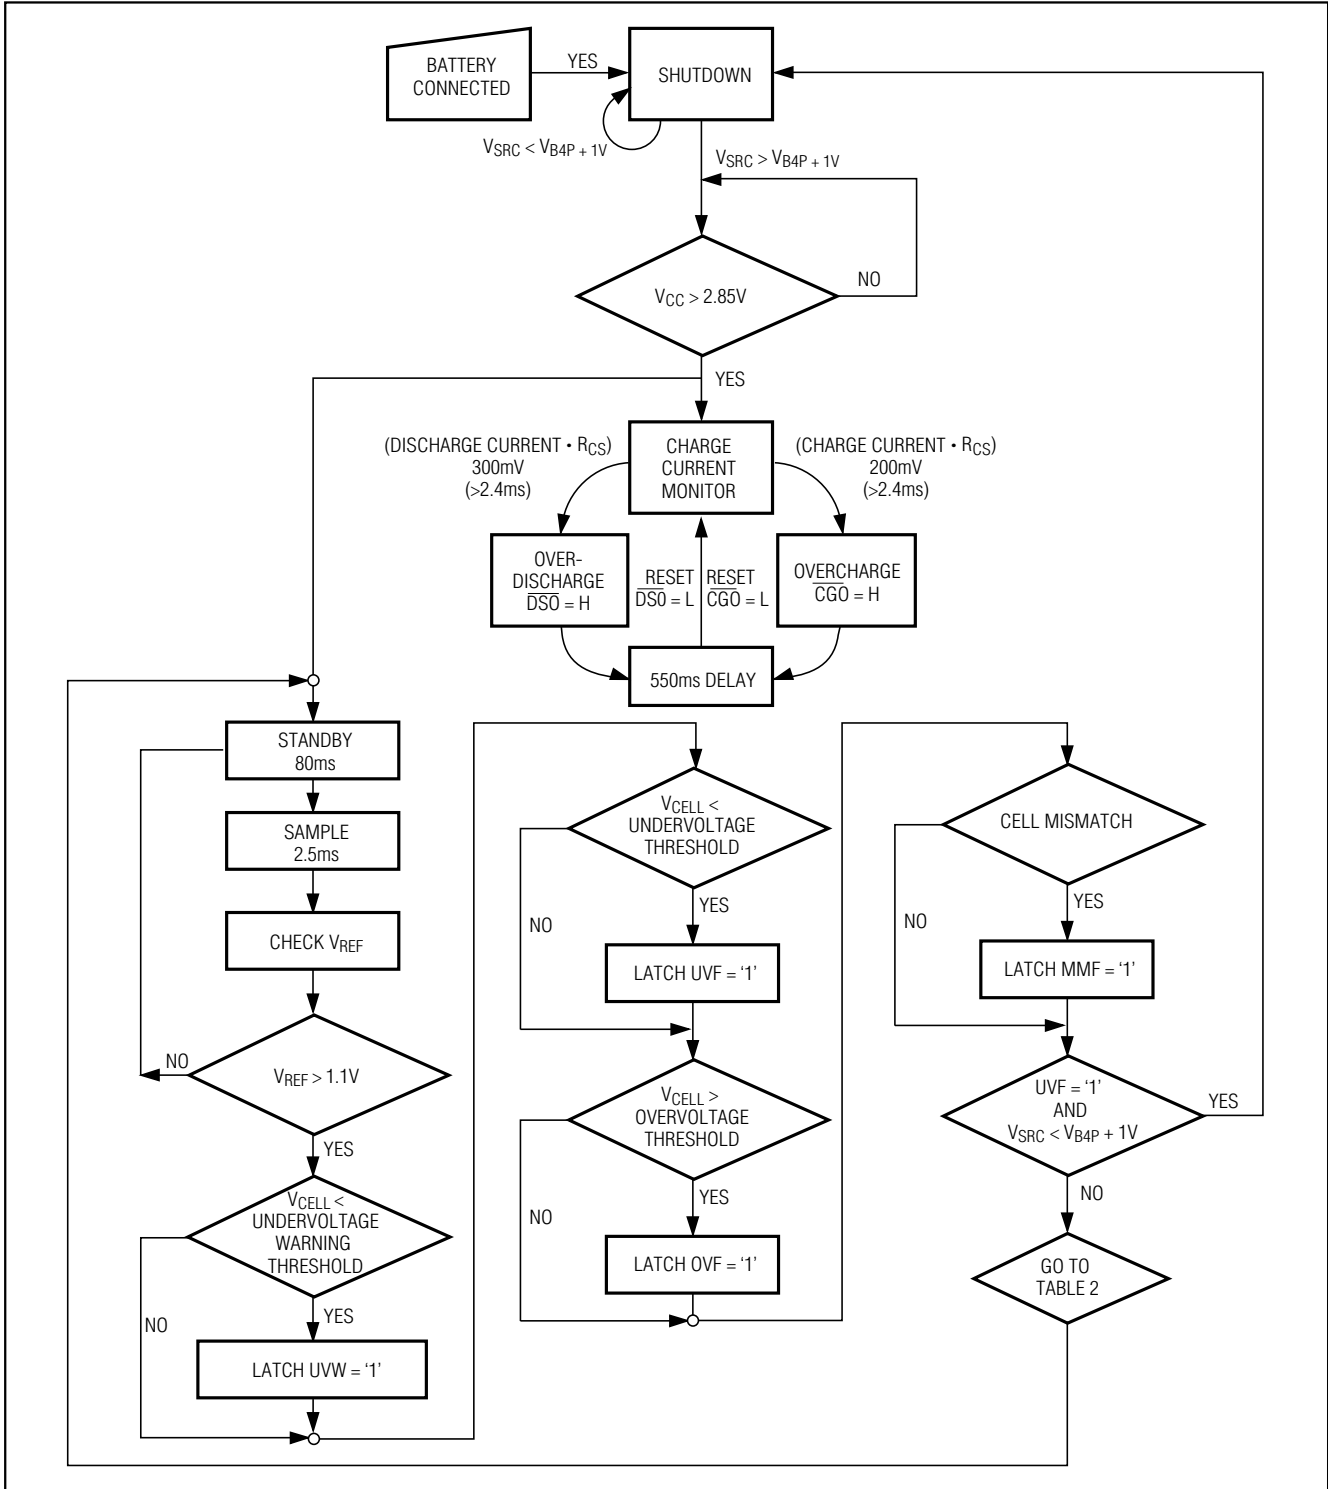 BATTERY
CONNECTED
YES
SHUTDOWN
VSRC < VB4P + 1V
VSRC > VB4P + 1V
VCC > 2.85V
NO
YES
(DISCHARGE CURRENT • RCS)
300mV
(>2.4ms)
CHARGE
CURRENT
MONITOR
(CHARGE CURRENT • RCS)
200mV
(>2.4ms)
OVER-
DISCHARGE
DSO = H
RESET
DSO = L
RESET
CGO = L
OVERCHARGE
CGO = H
550ms DELAY
STANDBY
80ms
SAMPLE
2.5ms
CHECK VREF
NO
VREF > 1.1V
YES
VCELL <
UNDERVOLTAGE
WARNING
THRESHOLD
NO
YES
LATCH UVW = ‘1’
VCELL <
UNDERVOLTAGE
THRESHOLD
NO
YES
LATCH UVF = ‘1’
VCELL >
OVERVOLTAGE
THRESHOLD
NO
YES
LATCH OVF = ‘1’
CELL MISMATCH
NO
YES
LATCH MMF = ‘1’
UVF = ‘1’
AND
VSRC < VB4P + 1V
YES
NO
GO TO
TABLE 2